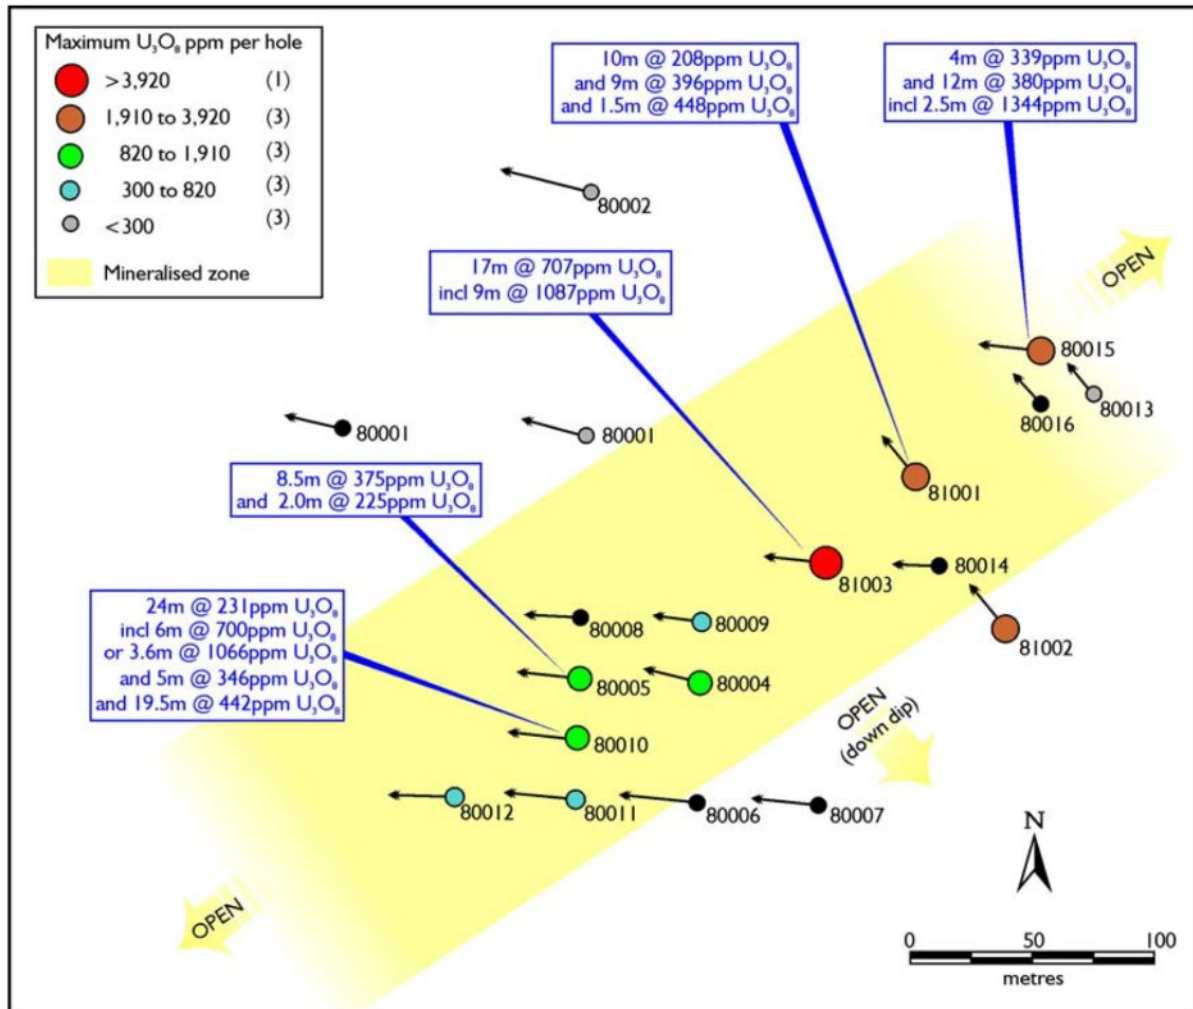 Maximum U₃O₈ ppm per hole
>3,920 (1)
1,910 to 3,920 (3)
820 to 1,910 (3)
300 to 820 (3)
<300 (3)
Mineralised zone
10m @ 208ppm U₃O₈
and 9m @ 396ppm U₃O₈
and 1.5m @ 448ppm U₃O₈
4m @ 339ppm U₃O₈
and 12m @ 380ppm U₃O₈
incl 2.5m @ 1344ppm U₃O₈
80002
17m @ 707ppm U₃O₈
incl 9m @ 1087ppm U₃O₈
OPEN
80015
80013
80016
80001
80001
8.5m @ 375ppm U₃O₈
and 2.0m @ 225ppm U₃O₈
81001
80014
81003
24m @ 231ppm U₃O₈
incl 6m @ 700ppm U₃O₈
or 3.6m @ 1066ppm U₃O₈
and 5m @ 346ppm U₃O₈
and 19.5m @ 442ppm U₃O₈
80008
80009
81002
80005
80004
OPEN
(down dip)
80010
80012
80011
80006
80007
N
OPEN
0 50 100
metres